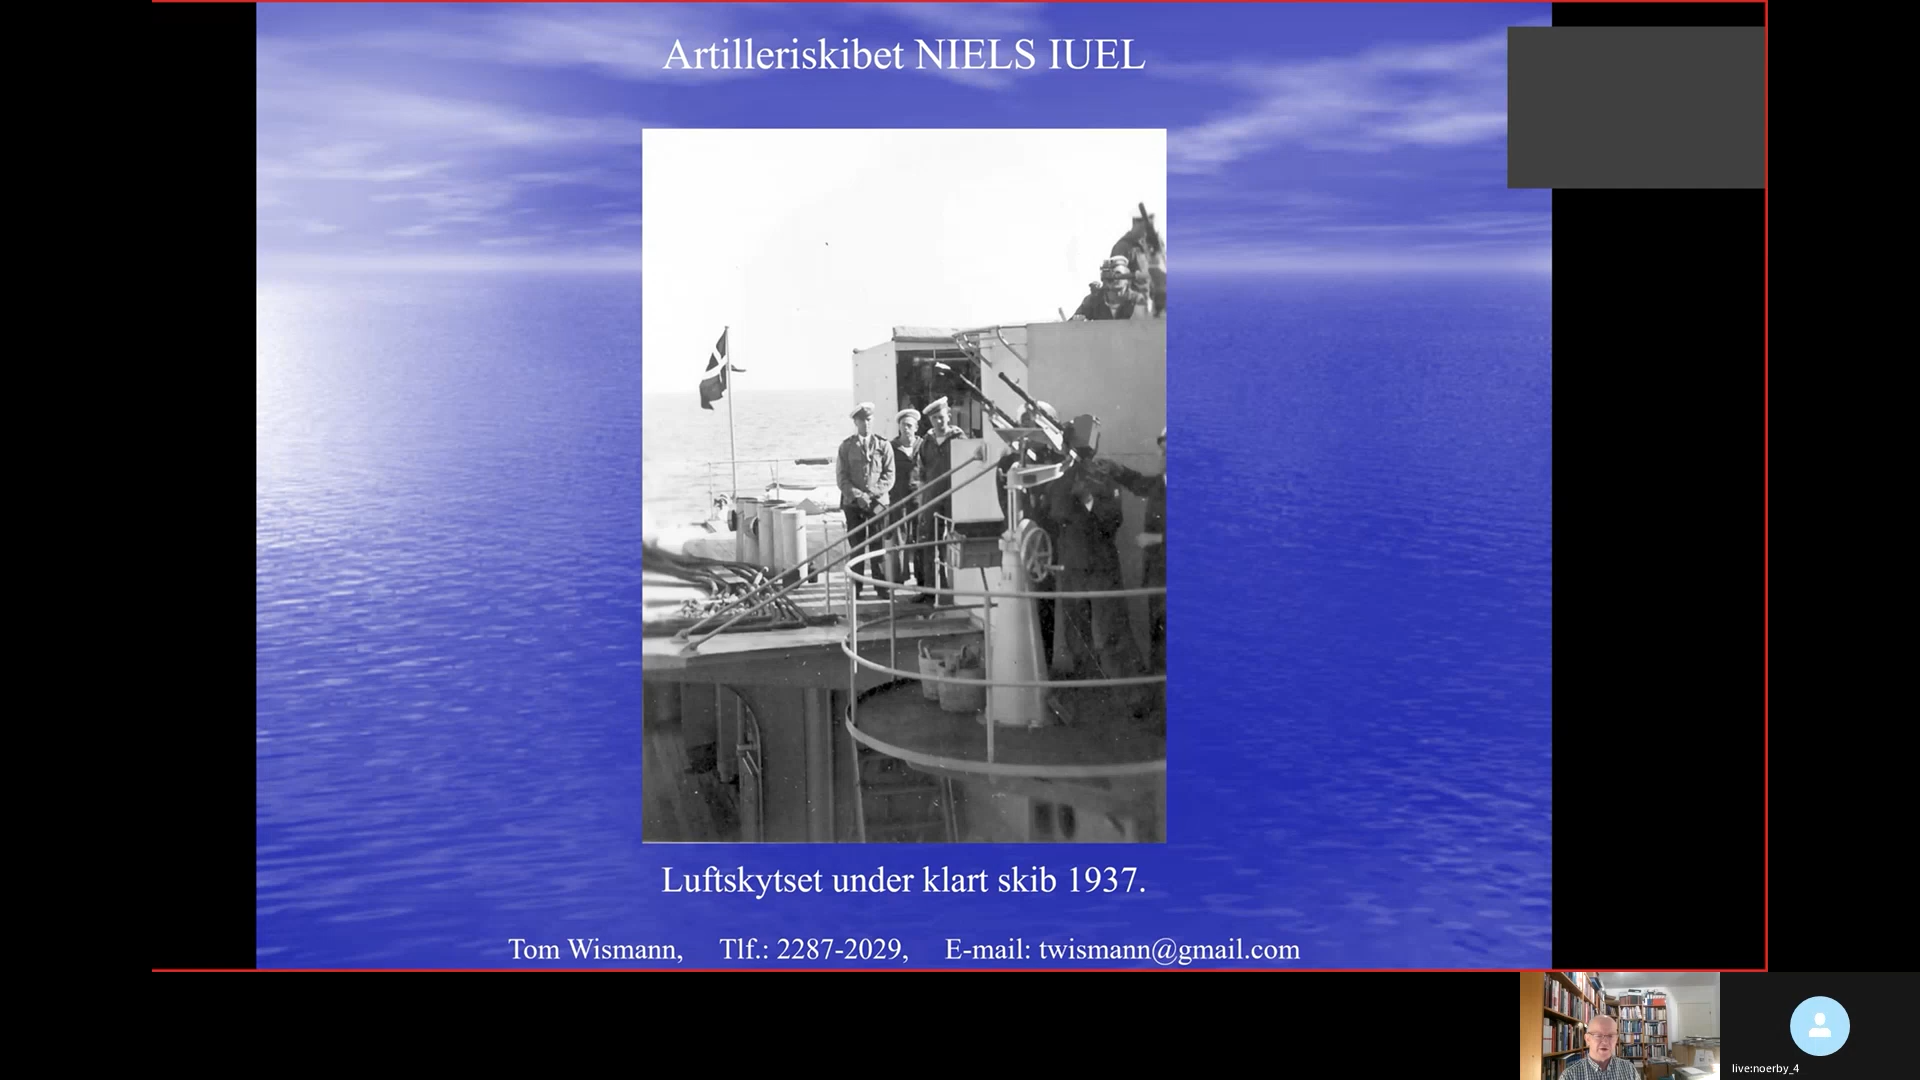 Artilleriskibet NIELS IUEL
Luftskytset under klart skib 1937.
Tom Wismann, Tlf.: 2287-2029, E-mail: twismann@gmail.com
live:noerby_4